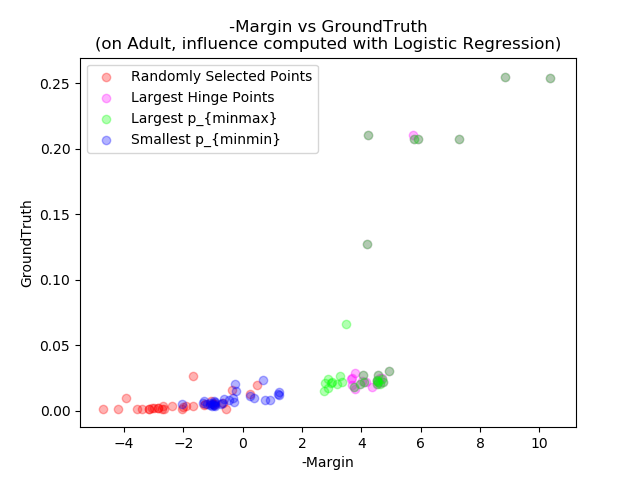 -Margin vs GroundTruth
(on Adult, influence computed with Logistic Regression)
Randomly Selected Points
Largest Hinge Points
Largest p_{minmax}
Smallest p_{minmin}
GroundTruth
0.25
0.20
0.15
0.10
0.05
0.00
−4 −2 0 2 4 6 8 10
-Margin